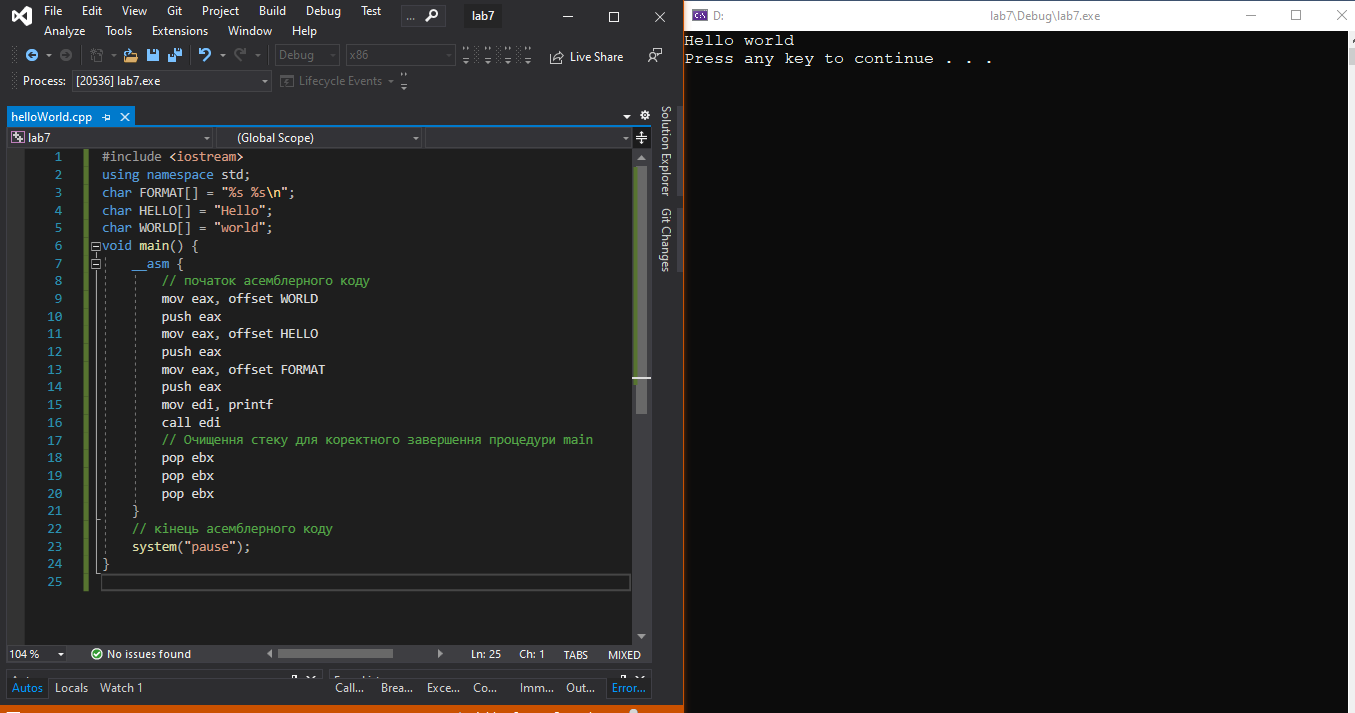 File Edit View Git Project Build Debug Test ... lab7
Analyze Tools Extensions Window Help
Debug x86 Live Share
Process: [20536] lab7.exe Lifecycle Events
helloWorld.cpp
lab7 (Global Scope)
1 #include <iostream>
2 using namespace std;
3 char FORMAT[] = "%s %s\n";
4 char HELLO[] = "Hello";
5 char WORLD[] = "world";
6 void main() {
7 __asm {
8 // початок асемблерного коду
9 mov eax, offset WORLD
10 push eax
11 mov eax, offset HELLO
12 push eax
13 mov eax, offset FORMAT
14 push eax
15 mov edi, printf
16 call edi
17 // Очищення стеку для коректного завершення процедури main
18 pop ebx
19 pop ebx
20 pop ebx
21 }
22 // кінець асемблерного коду
23 system("pause");
24 }
25
104 % No issues found Ln: 25 Ch: 1 TABS MIXED
Autos Locals Watch 1 Call... Brea... Exce... Co... Imm... Out... Error...
Solution Explorer
Git Changes
D: lab7\Debug\lab7.exe
Hello world
Press any key to continue . . .